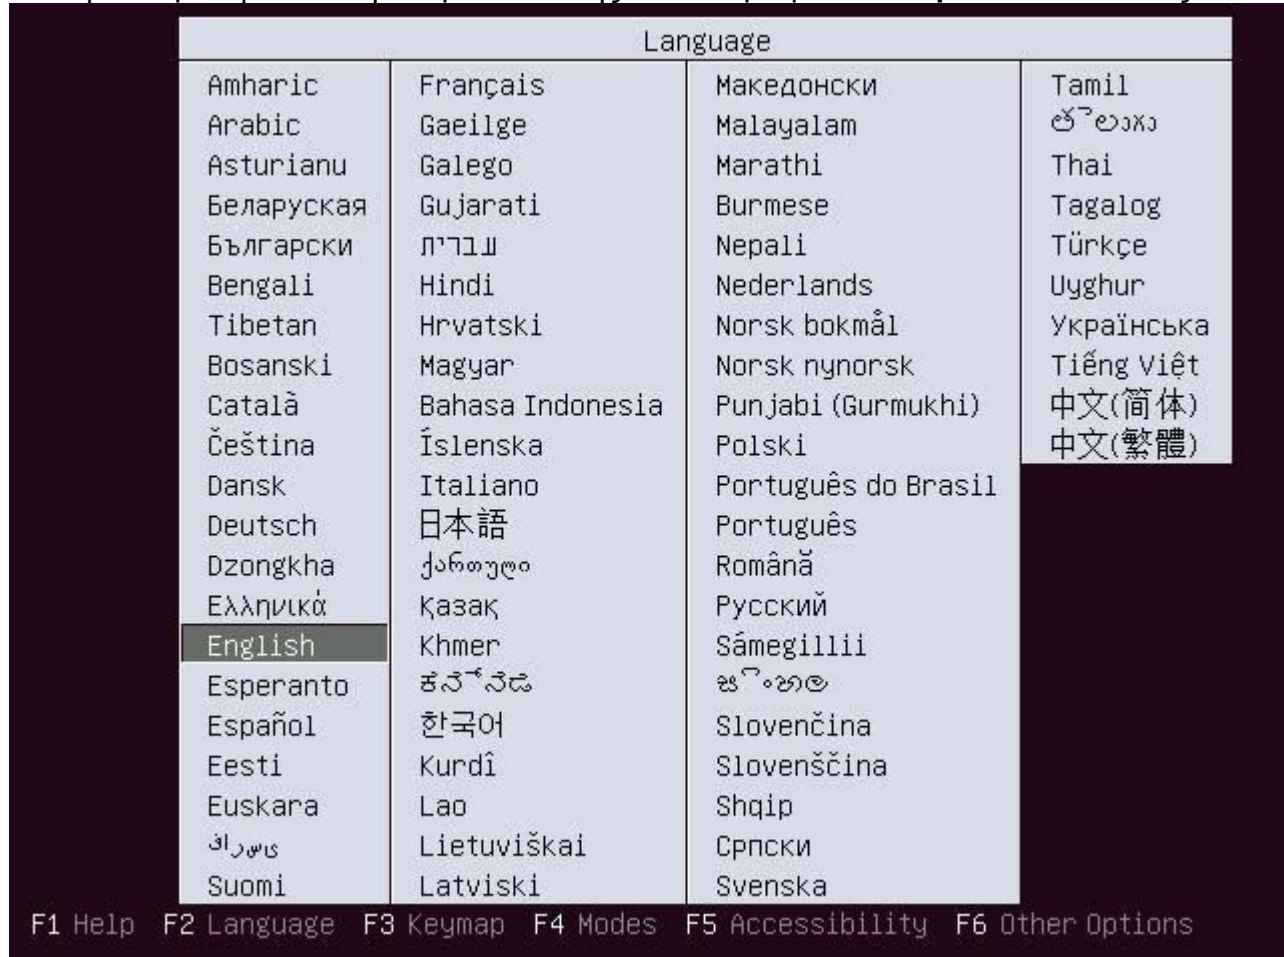 Language
Amharic
Arabic
Asturianu
Беларуская
Български
Bengali
Tibetan
Bosanski
Català
Čeština
Dansk
Deutsch
Dzongkha
Ελληνικά
English
Esperanto
Español
Eesti
Euskara
ىسراف
Suomi
Français
Gaeilge
Galego
Gujarati
תירבע
Hindi
Hrvatski
Magyar
Bahasa Indonesia
Íslenska
Italiano
日本語
ქართული
Қазақ
Khmer
ಕನ್ನಡ
한국어
Kurdî
Lao
Lietuviškai
Latviski
Македонски
Malayalam
Marathi
Burmese
Nepali
Nederlands
Norsk bokmål
Norsk nynorsk
Punjabi (Gurmukhi)
Polski
Português do Brasil
Português
Română
Русский
Sámegillii
සිංහල
Slovenčina
Slovenščina
Shqip
Српски
Svenska
Tamil
తెలుగు
Thai
Tagalog
Türkçe
Uyghur
Українська
Tiếng Việt
中文(简体)
中文(繁體)
F1 Help F2 Language F3 Keymap F4 Modes F5 Accessibility F6 Other Options